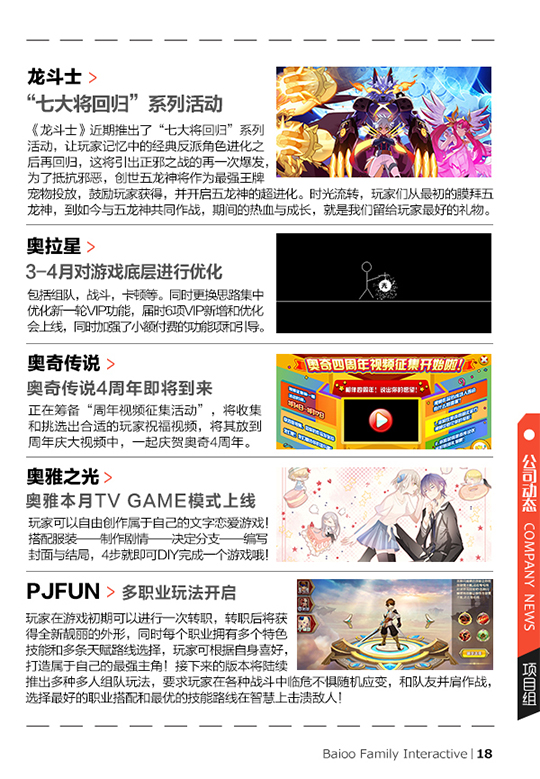 龙斗士 >
“七大将回归”系列活动
《龙斗士》近期推出了“七大将回归”系列
活动，让玩家记忆中的经典反派角色进化之
后再回归，这将引出正邪之战的再一次爆发，
为了抵抗邪恶，创世五龙神将作为最强王牌
宠物投放，鼓励玩家获得，并开启五龙神的超进化。时光流转，玩家们从最初的膜拜五
龙神，到如今与五龙神共同作战，期间的热血与成长，就是我们留给玩家最好的礼物。
奥拉星 >
3-4月对游戏底层进行优化
包括组队，战斗，卡顿等。同时更换思路集中
优化新一轮VIP功能，届时6项VIP新增和优化
会上线，同时加强了小额付费的功能项和引导。
奥奇传说 >
奥奇传说4周年即将到来
正在筹备“周年视频征集活动”，将收集
和挑选出合适的玩家祝福视频，将其放到
周年庆大视频中，一起庆贺奥奇4周年。
奥奇四周年视频征集开始啦！
奥雅之光 >
奥雅本月TV GAME模式上线
玩家可以自由创作属于自己的文字恋爱游戏！
搭配服装——制作剧情——决定分支——编写
封面与结局，4步就即可DIY完成一个游戏哦！
PJFUN > 多职业玩法开启
玩家在游戏初期可以进行一次转职，转职后将获
得全新靓丽的外形，同时每个职业拥有多个特色
技能和多条天赋路线选择，玩家可根据自身喜好，
打造属于自己的最强主角！接下来的版本将陆续
推出多种多人组队玩法，要求玩家在各种战斗中临危不惧随机应变，和队友并肩作战，
选择最好的职业搭配和最优的技能路线在智慧上击溃敌人！
公司动态 COMPANY NEWS
项目组
Baioo Family Interactive | 18